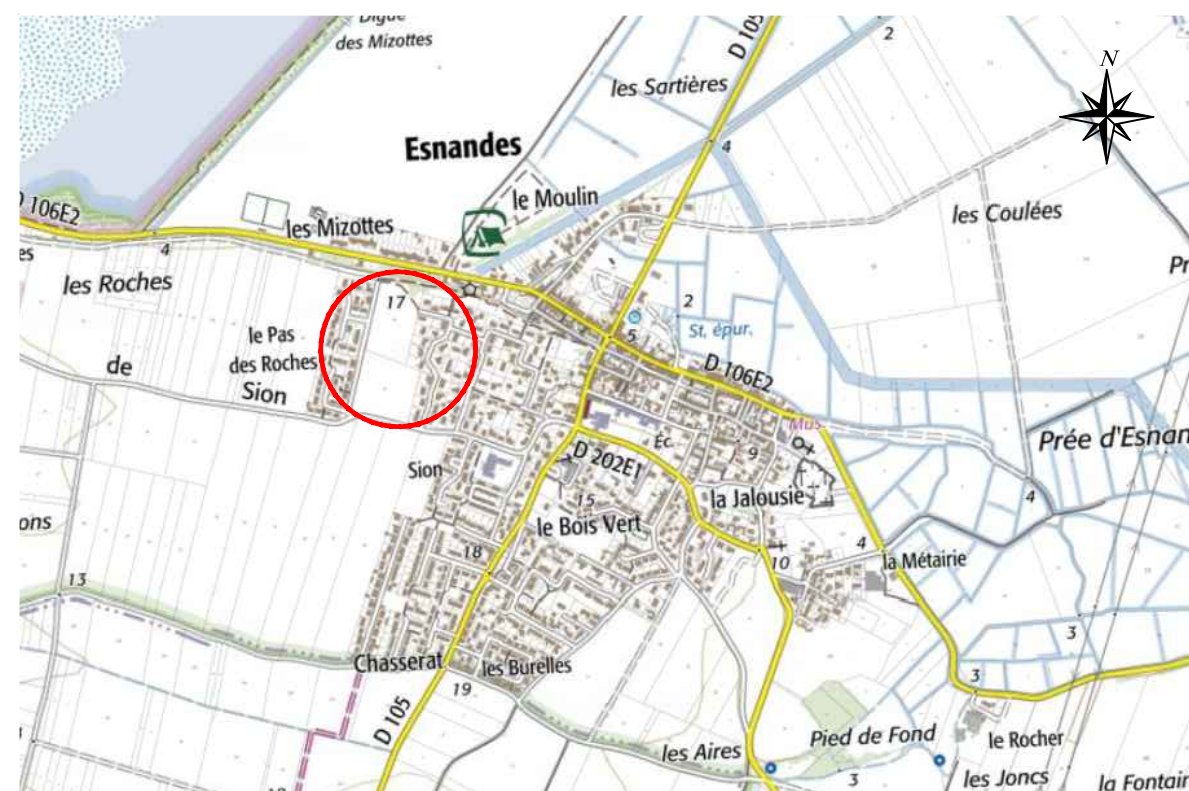 Digue
des Mizottes
D 105
2
N
les Sartières
Esnandes
4
le Moulin
D 106E2
les Mizottes
les Coulées
4
les Roches
17
2
St. épur.
5
le Pas
des Roches
de
Sion
D 106E2
Mus.
Prée d'Esnan
Éc.
9
Sion
D 202E1
la Jalousie
4
15
le Bois Vert
ons
18
10
4
la Métairie
13
3
Chasserat
les Burelles
19
3
D 105
les Aires
Pied de Fond
le Rocher
3
les Joncs
la Fontain